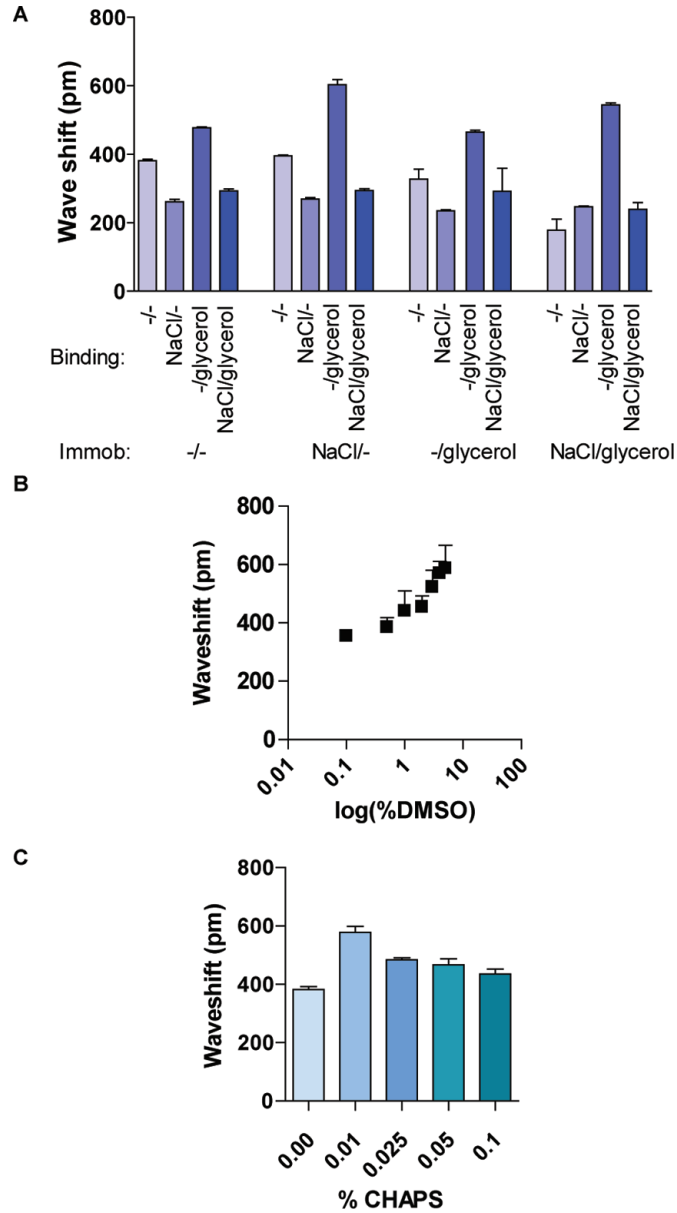 A
Wave shift (pm)
800
600
400
200
0
Binding:
-/-
NaCl/-
-/glycerol
NaCl/glycerol
-/-
NaCl/-
-/glycerol
NaCl/glycerol
-/-
NaCl/-
-/glycerol
NaCl/glycerol
-/-
NaCl/-
-/glycerol
NaCl/glycerol
Immob: -/- NaCl/- -/glycerol NaCl/glycerol
B
Waveshift (pm)
800
600
400
200
0
0.01 0.1 1 10 100
log(%DMSO)
C
Waveshift (pm)
800
600
400
200
0
0.00 0.01 0.025 0.05 0.1
% CHAPS